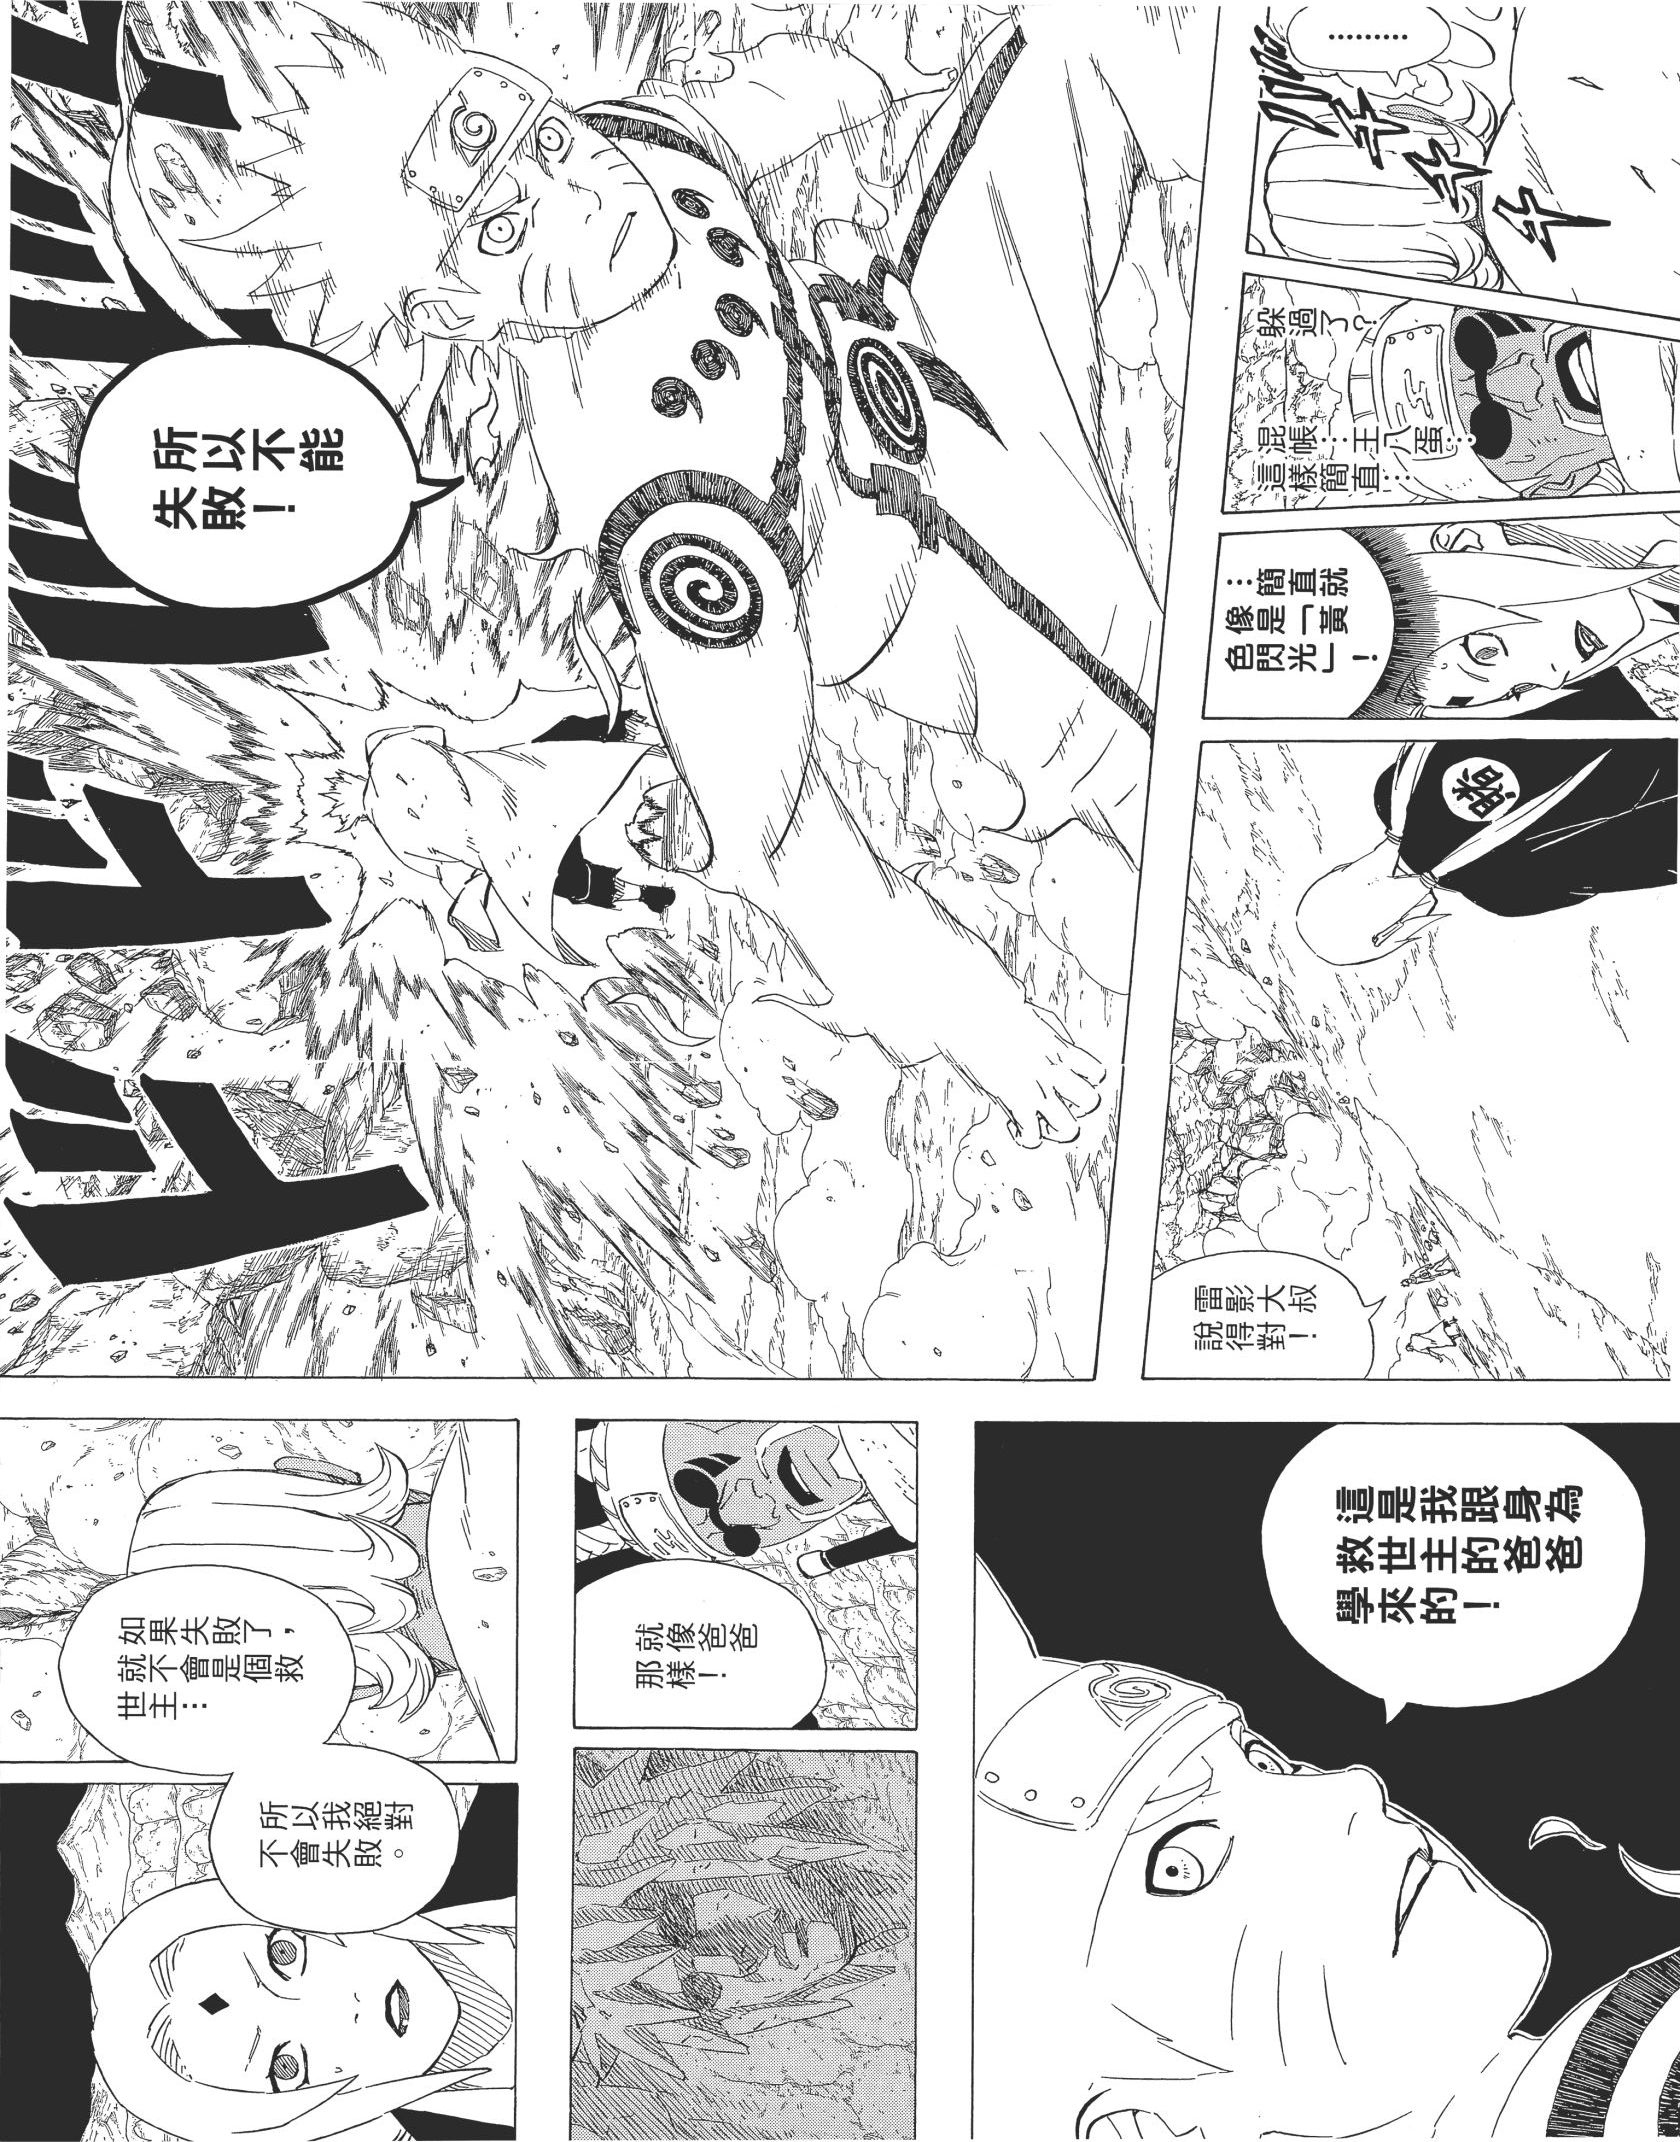 所以不能
失敗！
………
躲過了？
混帳…王八蛋…
這樣簡直…
…簡直就
像是「黃
色閃光」！
賭
雷影大叔
說得對！
如果失敗了，
就不會是個救
世主…
所以我絕對
不會失敗。
就像爸爸
那樣！
這是我跟身為
救世主的爸爸
學來的！